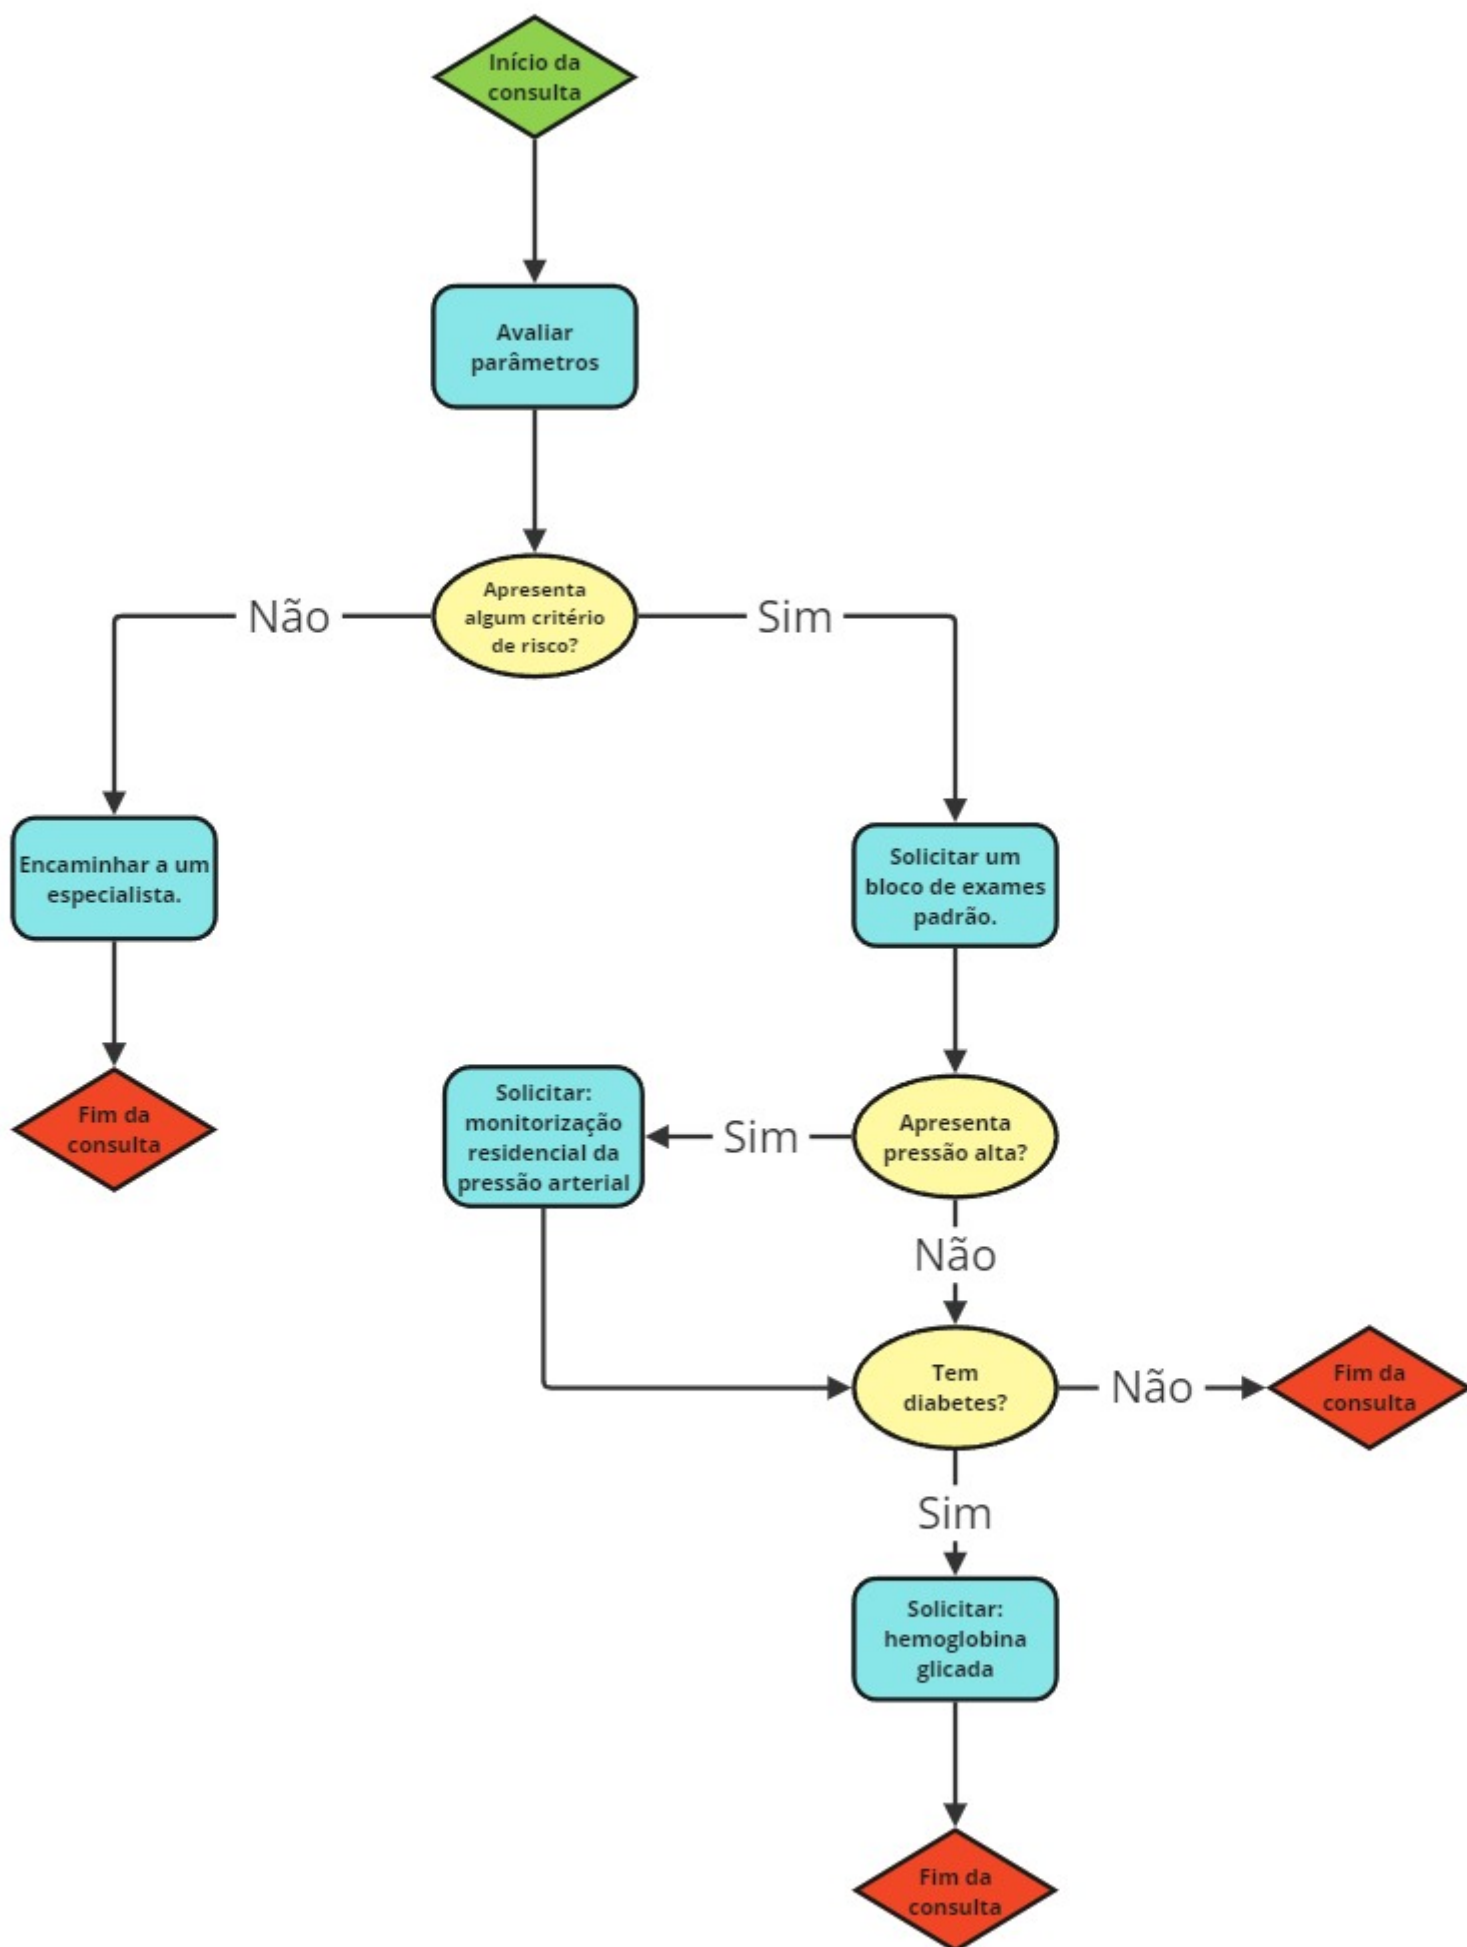 Início da
consulta
Avaliar
parâmetros
Apresenta
algum critério
de risco?
Não
Sim
Encaminhar a um
especialista.
Solicitar um
bloco de exames
padrão.
Fim da
consulta
Solicitar:
monitorização
residencial da
pressão arterial
Sim
Apresenta
pressão alta?
Não
Tem
diabetes?
Não
Fim da
consulta
Sim
Solicitar:
hemoglobina
glicada
Fim da
consulta